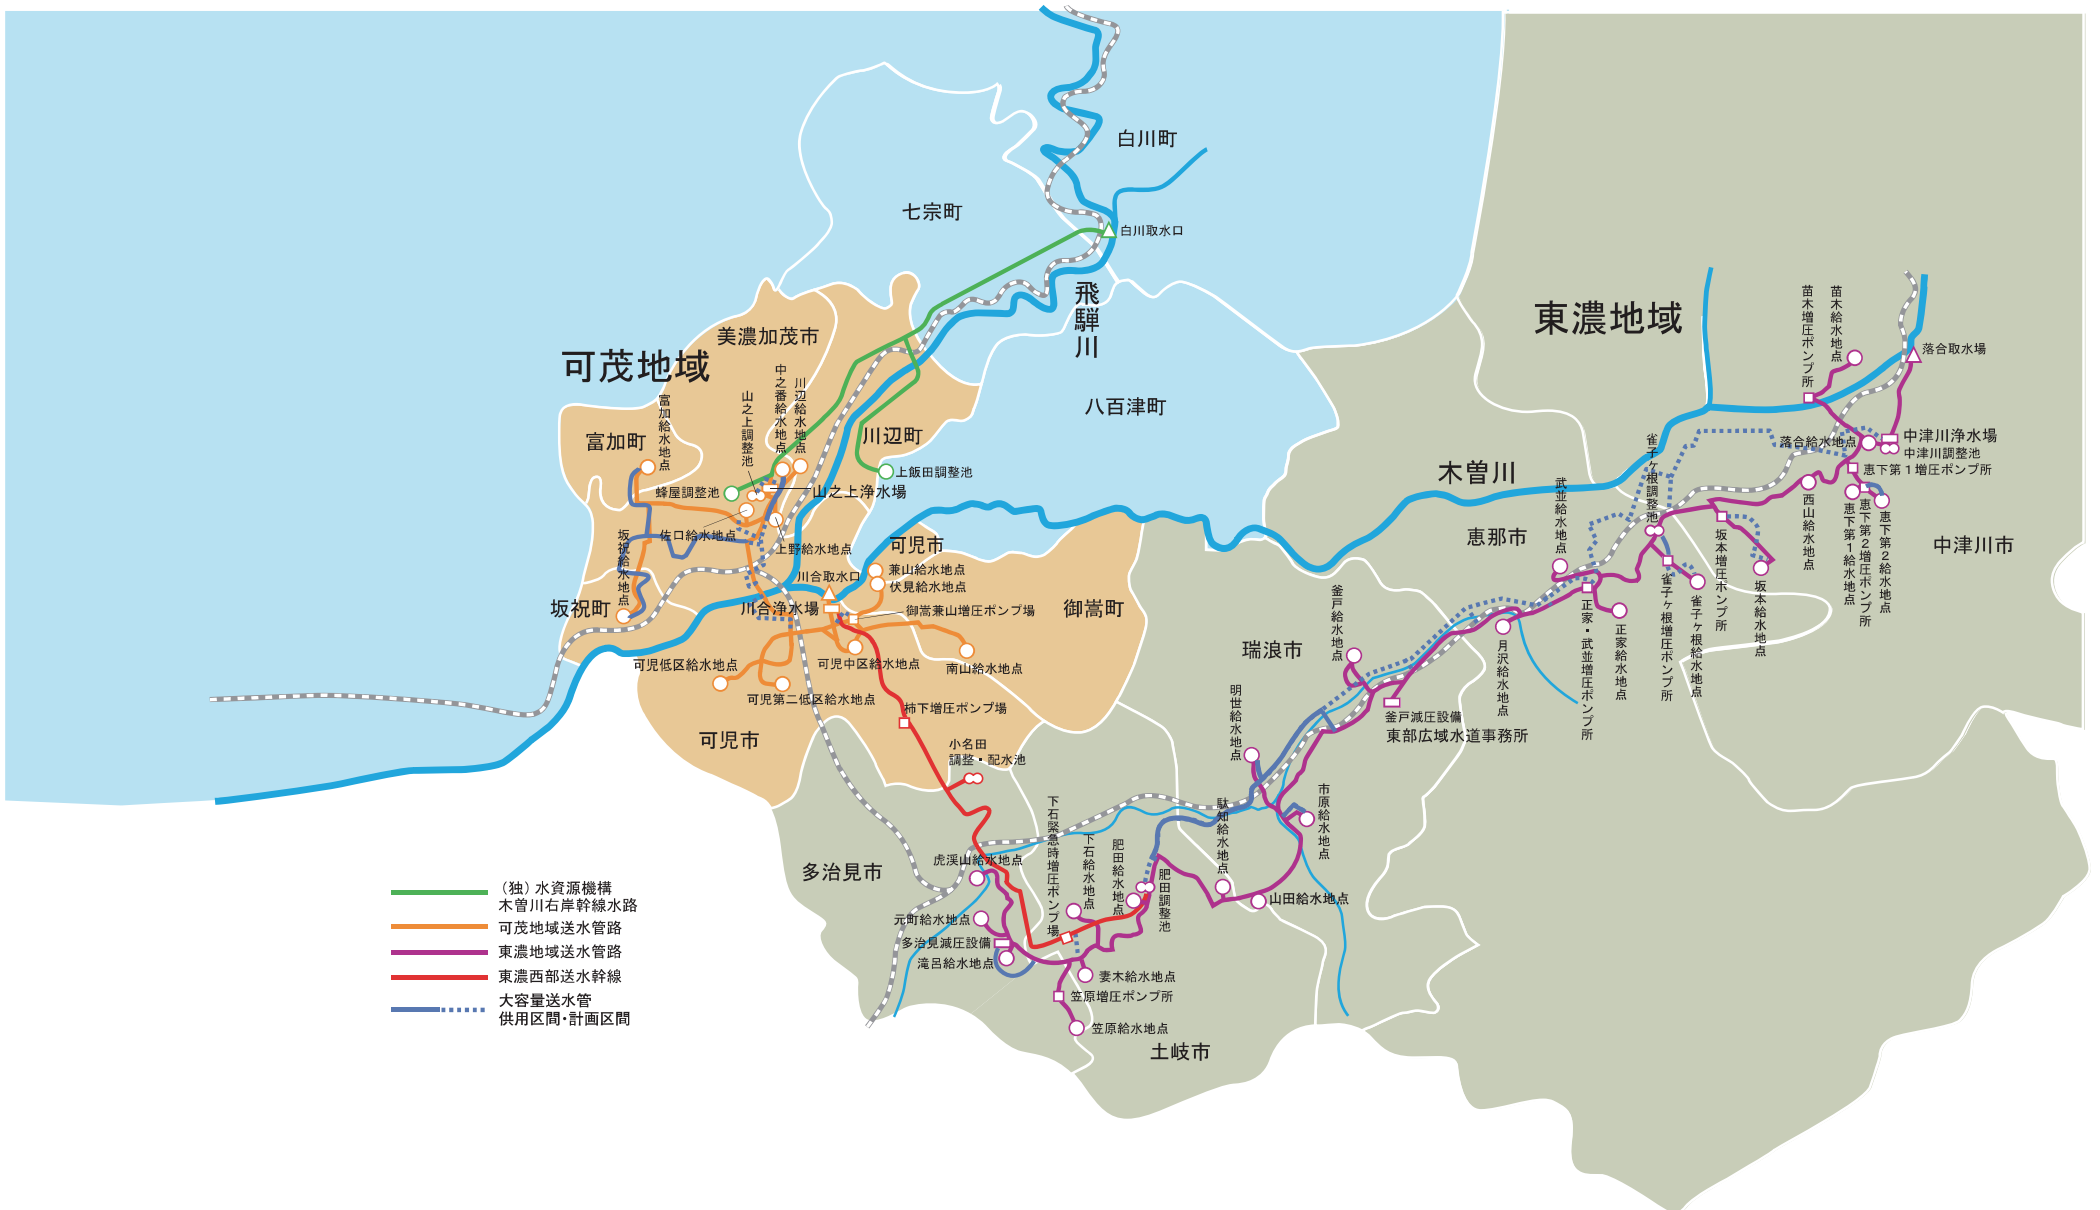 白川町
七宗町
白川取水口
飛騨川
東濃地域
苗木増圧ポンプ所
苗木給水地点
落合取水場
美濃加茂市
可茂地域
中之番給水地点
川辺給水地点
山之上調整池
富加給水地点
富加町
川辺町
八百津町
上飯田調整池
蜂屋調整池
山之上浄水場
木曽川
雀子ヶ根調整池
落合給水地点
中津川浄水場
中津川調整池
恵下第1増圧ポンプ所
武並給水地点
西山給水地点
恵下第1給水地点
恵下第2増圧ポンプ所
恵下第2給水地点
坂祝給水地点
佐口給水地点
上野給水地点
可児市
恵那市
中津川市
坂本増圧ポンプ所
坂本給水地点
兼山給水地点
川合取水口
伏見給水地点
坂祝町
川合浄水場
御嵩兼山増圧ポンプ場
御嵩町
釜戸給水地点
雀子ヶ根増圧ポンプ所
雀子ヶ根給水地点
正家・武並増圧ポンプ所
正家給水地点
月沢給水地点
瑞浪市
可児低区給水地点
可児中区給水地点
南山給水地点
可児第二低区給水地点
柿下増圧ポンプ場
明世給水地点
釜戸減圧設備
東部広域水道事務所
可児市
小名田
調整・配水池
市原給水地点
下石緊急時増圧ポンプ場
下石給水地点
肥田給水地点
駄知給水地点
虎渓山給水地点
多治見市
肥田調整池
山田給水地点
元町給水地点
多治見減圧設備
滝呂給水地点
妻木給水地点
笠原増圧ポンプ所
笠原給水地点
土岐市
（独）水資源機構
木曽川右岸幹線水路
可茂地域送水管路
東濃地域送水管路
東濃西部送水幹線
大容量送水管
供用区間・計画区間